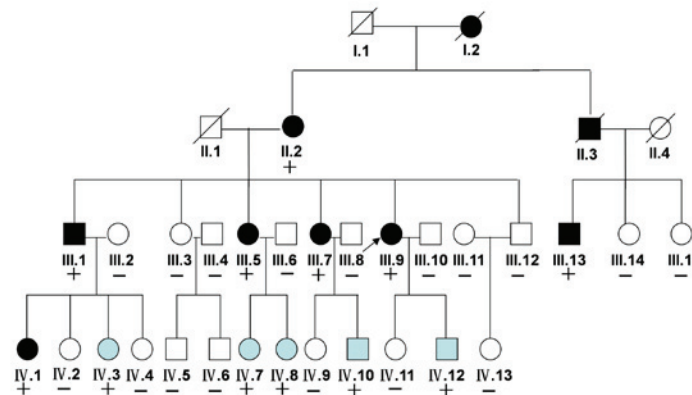 I.1 I.2
II.1 II.2 II.3 II.4
+
III.1 III.2 III.3 III.4 III.5 III.6 III.7 III.8 III.9 III.10 III.11 III.12 III.13 III.14 III.1
+ − − − + − + − + − − − + − −
IV.1 IV.2 IV.3 IV.4 IV.5 IV.6 IV.7 IV.8 IV.9 IV.10 IV.11 IV.12 IV.13
+ − + − − − + + − + − + −